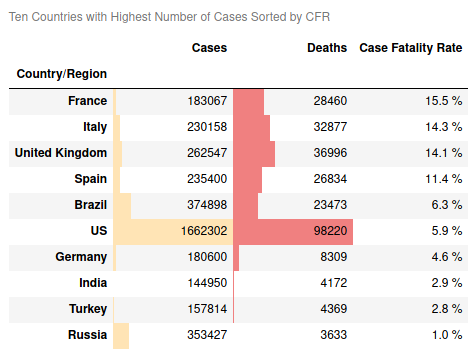 Ten Countries with Highest Number of Cases Sorted by CFR
Cases Deaths Case Fatality Rate
Country/Region
France 183067 28460 15.5 %
Italy 230158 32877 14.3 %
United Kingdom 262547 36996 14.1 %
Spain 235400 26834 11.4 %
Brazil 374898 23473 6.3 %
US 1662302 98220 5.9 %
Germany 180600 8309 4.6 %
India 144950 4172 2.9 %
Turkey 157814 4369 2.8 %
Russia 353427 3633 1.0 %